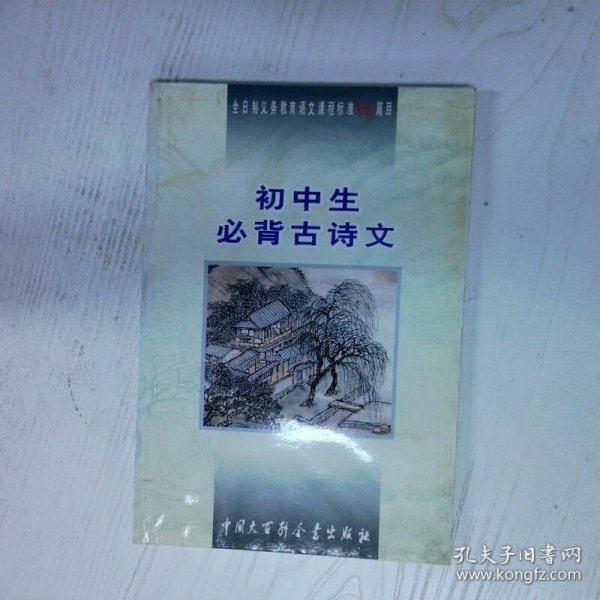 全日制义务教育语文课程标准篇目
初中生
必背古诗文
中国大百科全书出版社
孔夫子旧书网
www.kongfz.com